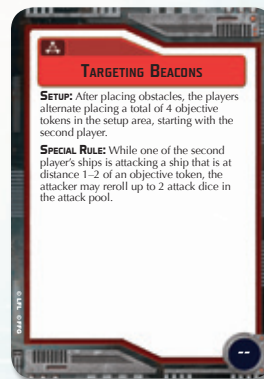 TARGETING BEACONS
SETUP: After placing obstacles, the players
alternate placing a total of 4 objective
tokens in the setup area, starting with the
second player.
SPECIAL RULE: While one of the second
player's ships is attacking a ship that is at
distance 1–2 of an objective token, the
attacker may reroll up to 2 attack dice in
the attack pool.
© LFL © FFG
--